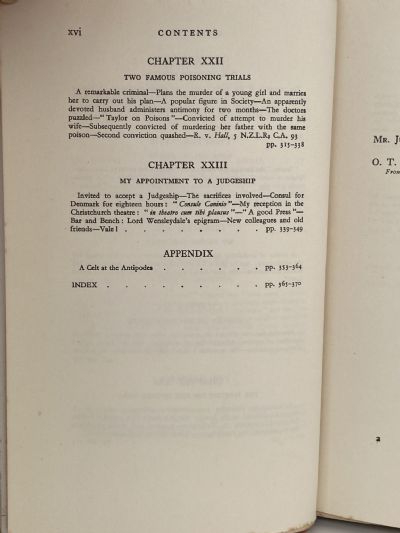 xvi CONTENTS
CHAPTER XXII
TWO FAMOUS POISONING TRIALS
A remarkable criminal—Plans the murder of a young girl and marries
her to carry out his plan—A popular figure in Society—An apparently
devoted husband administers antimony for two months—The doctors
puzzled—"Taylor on Poisons"—Convicted of attempt to murder his
wife—Subsequently convicted of murdering her father with the same
poison—Second conviction quashed—R. v. Hall, 5 N.Z.L.R; C.A. 93
pp. 315-338
CHAPTER XXIII
MY APPOINTMENT TO A JUDGESHIP
Invited to accept a Judgeship—The sacrifices involved—Consul for
Denmark for eighteen hours: "Consule Caminio"—My reception in the
Christchurch theatre: "in theatro cum tibi plausus"—"A good Press"—
Bar and Bench: Lord Wensleydale's epigram—New colleagues and old
friends—Vale! . . . . . . . pp. 339-349
APPENDIX
A Celt at the Antipodes . . . . . . pp. 353-364
INDEX . . . . . . . . . pp. 365-370
MR. J
O. T.
From
2